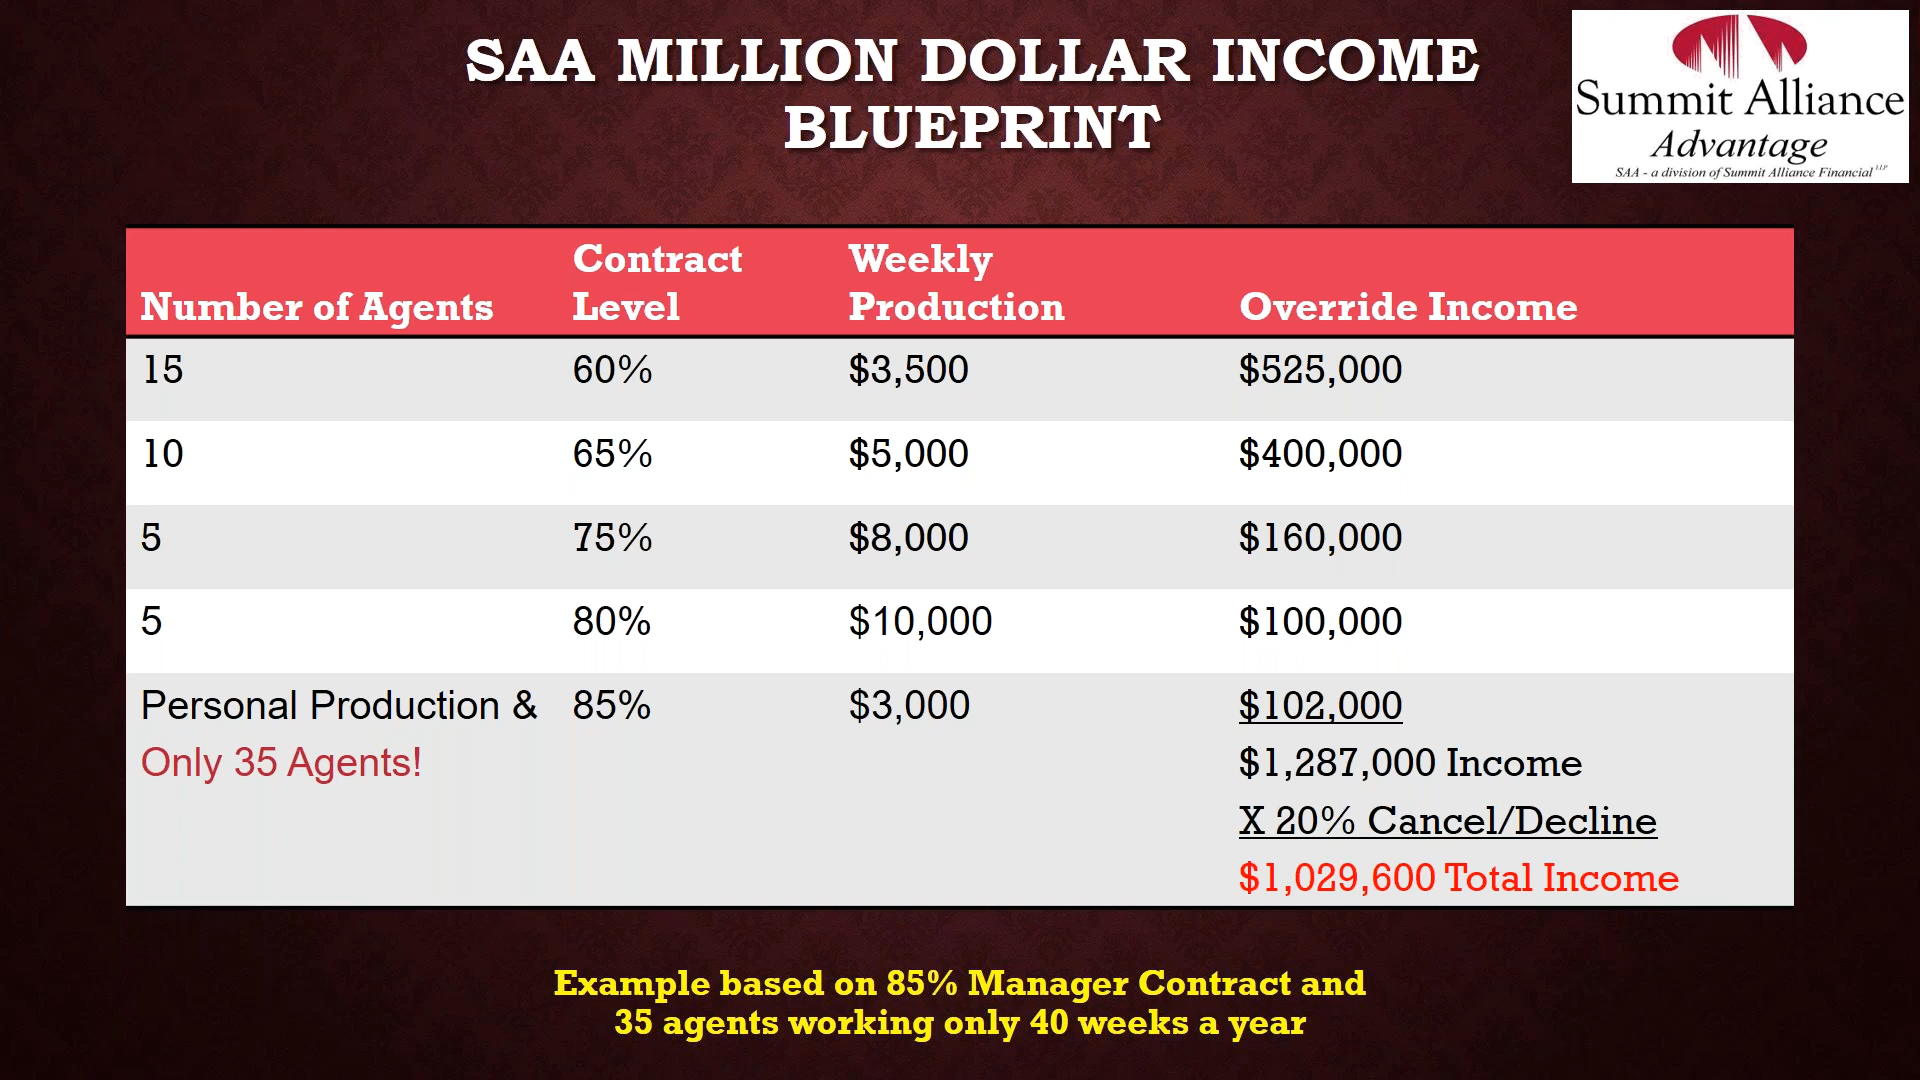 SAA MILLION DOLLAR INCOME
BLUEPRINT
Summit Alliance
Advantage
SAA - a division of Summit Alliance Financial LLP
Number of Agents Contract Level Weekly Production Override Income
15 60% $3,500 $525,000
10 65% $5,000 $400,000
5 75% $8,000 $160,000
5 80% $10,000 $100,000
Personal Production & 85% $3,000 $102,000
Only 35 Agents! $1,287,000 Income
X 20% Cancel/Decline
$1,029,600 Total Income
Example based on 85% Manager Contract and
35 agents working only 40 weeks a year